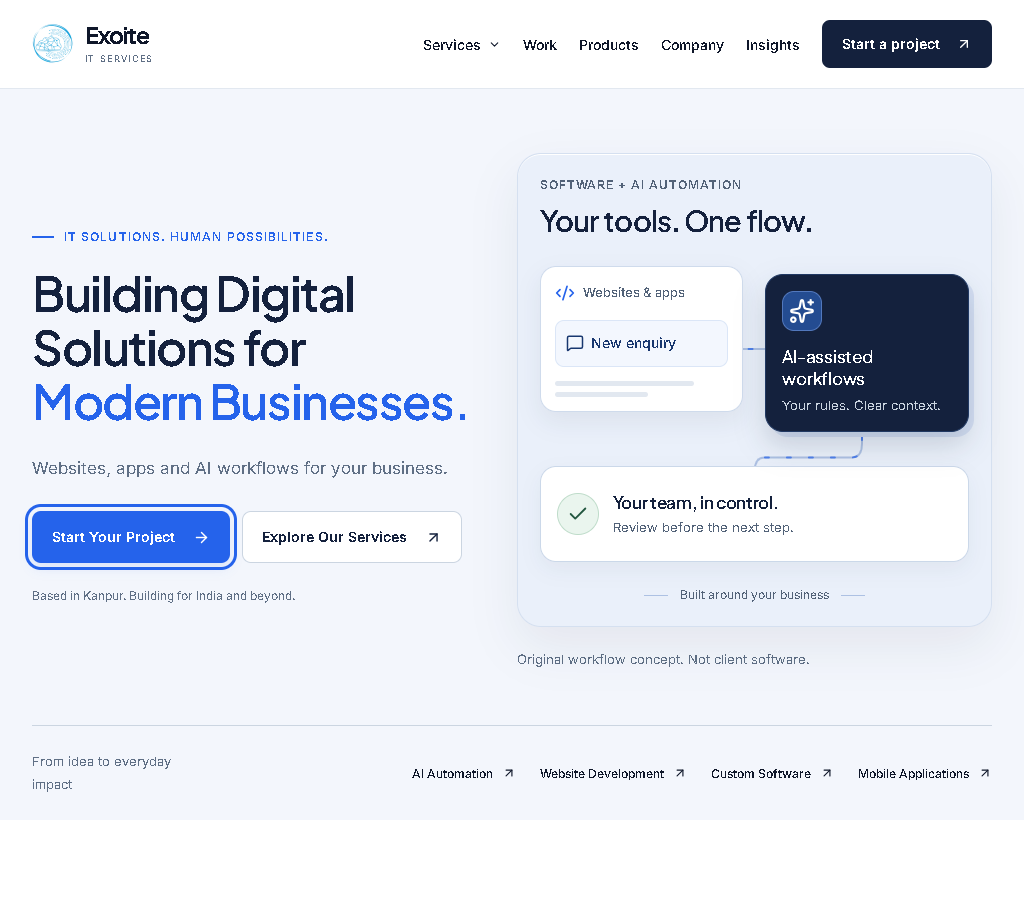 Exoite
IT SERVICES
Services
Work
Products
Company
Insights
Start a project
IT SOLUTIONS. HUMAN POSSIBILITIES.
Building Digital
Solutions for
Modern Businesses.
Websites, apps and AI workflows for your business.
Start Your Project
Explore Our Services
Based in Kanpur. Building for India and beyond.
SOFTWARE + AI AUTOMATION
Your tools. One flow.
Websites & apps
New enquiry
AI-assisted
workflows
Your rules. Clear context.
Your team, in control.
Review before the next step.
Built around your business
Original workflow concept. Not client software.
From idea to everyday
impact
AI Automation
Website Development
Custom Software
Mobile Applications